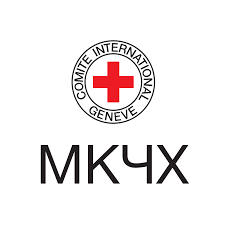 COMITE INTERNATIONAL
GENEVE
МКЧХ